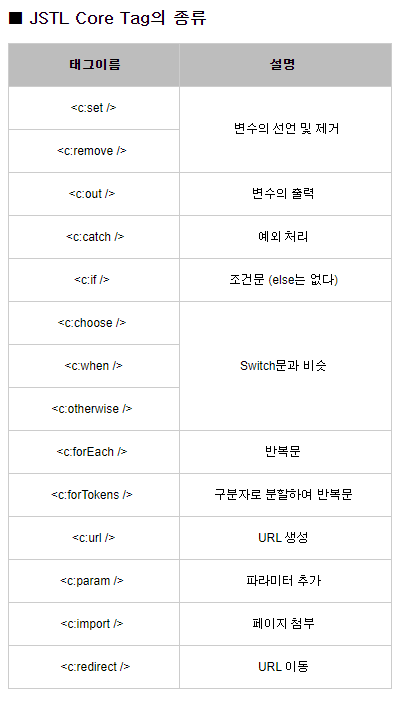 ■ JSTL Core Tag의 종류
태그이름 설명
<c:set />
변수의 선언 및 제거
<c:remove />
<c:out /> 변수의 출력
<c:catch /> 예외 처리
<c:if /> 조건문 (else는 없다)
<c:choose />
<c:when /> Switch문과 비슷
<c:otherwise />
<c:forEach /> 반복문
<c:forTokens /> 구분자로 분할하여 반복문
<c:url /> URL 생성
<c:param /> 파라미터 추가
<c:import /> 페이지 첨부
<c:redirect /> URL 이동